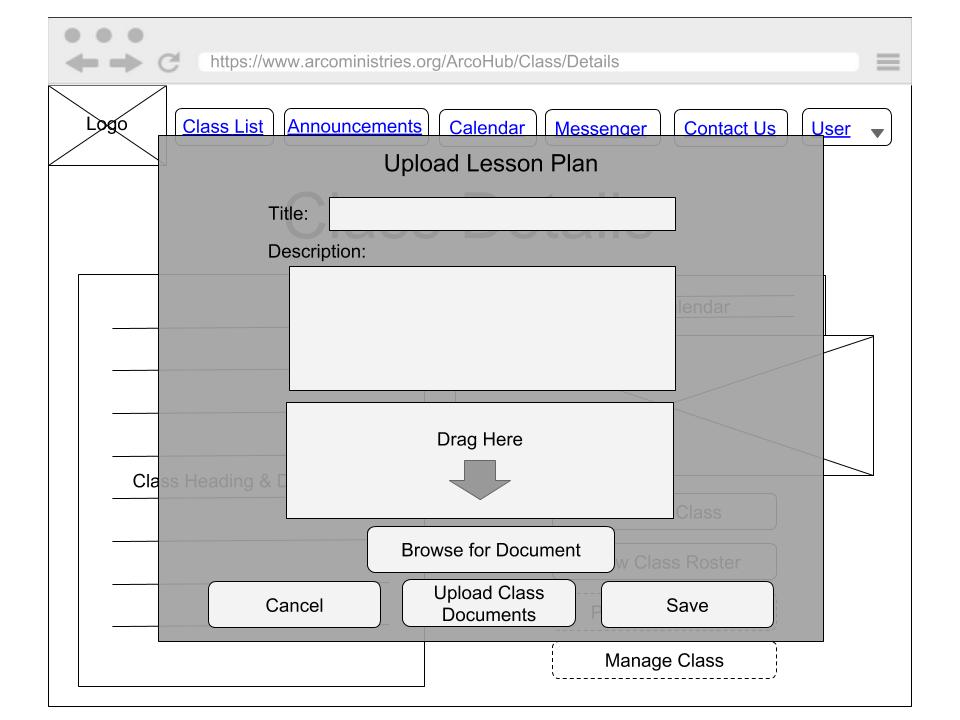 https://www.arcoministries.org/ArcoHub/Class/Details
Logo
Class List
Announcements
Calendar
Messenger
Contact Us
User
Upload Lesson Plan
Class Details
Title:
Description:
lendar
Drag Here
Class Heading & D
Class
Browse for Document
w Class Roster
Cancel
Upload Class
Documents
Save
P
Manage Class